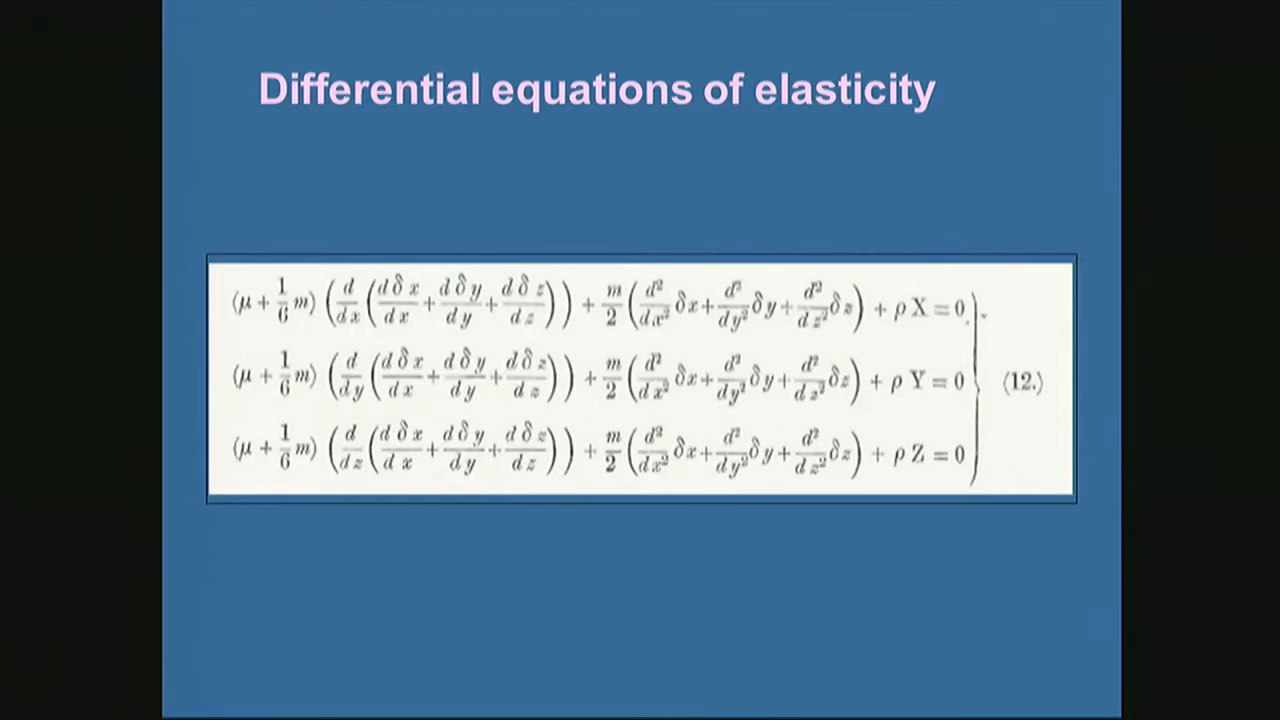 Differential equations of elasticity
(μ + 1/6 m) (d/dx (dδx/dx + dδy/dy + dδz/dz)) + m/2 (d²/dx² δx + d²/dy² δy + d²/dz² δz) + ρ X = 0
(μ + 1/6 m) (d/dy (dδx/dx + dδy/dy + dδz/dz)) + m/2 (d²/dx² δx + d²/dy² δy + d²/dz² δz) + ρ Y = 0 (12.)
(μ + 1/6 m) (d/dz (dδx/dx + dδy/dy + dδz/dz)) + m/2 (d²/dx² δx + d²/dy² δy + d²/dz² δz) + ρ Z = 0